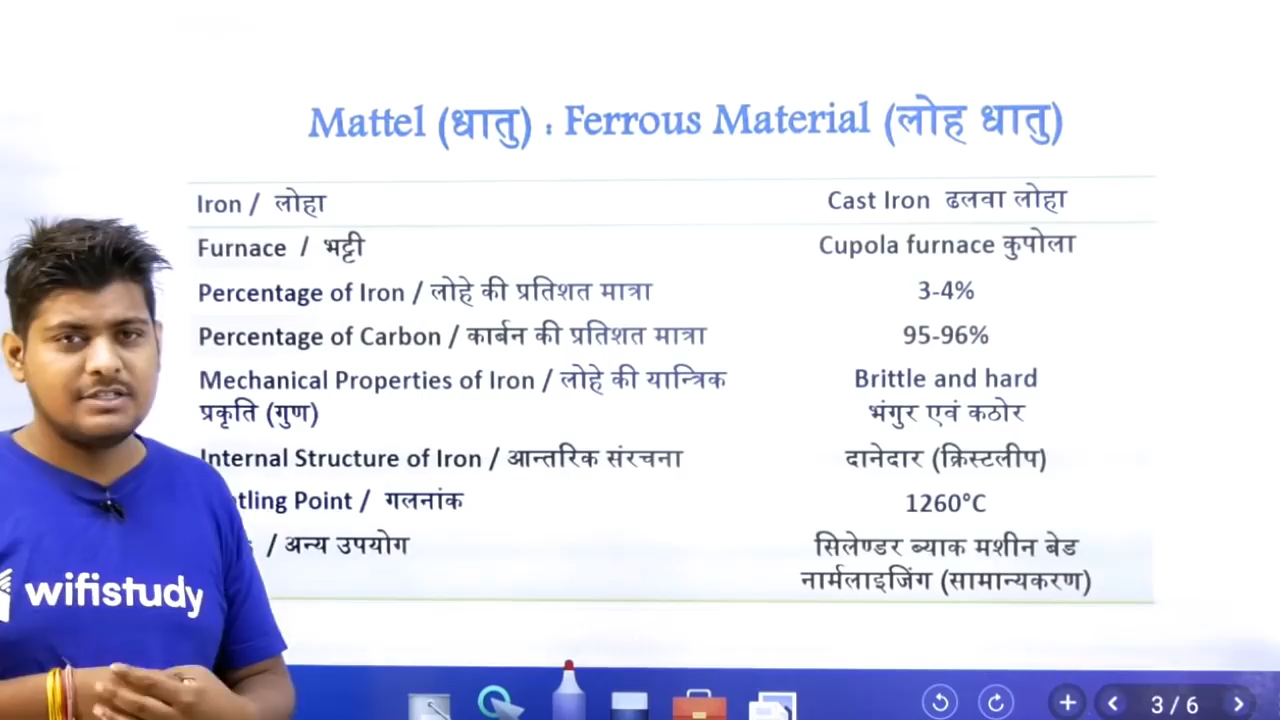 Mattel (धातु) : Ferrous Material (लोह धातु)
Iron / लोहा Cast Iron ढलवा लोहा
Furnace / भट्टी Cupola furnace कुपोला
Percentage of Iron / लोहे की प्रतिशत मात्रा 3-4%
Percentage of Carbon / कार्बन की प्रतिशत मात्रा 95-96%
Mechanical Properties of Iron / लोहे की यान्त्रिक Brittle and hard
प्रकृति (गुण) भंगुर एवं कठोर
Internal Structure of Iron / आन्तरिक संरचना दानेदार (क्रिस्टलीप)
Point / गलनांक 1260°C
/ अन्य उपयोग सिलेण्डर ब्याक मशीन बेड
नार्मलाइजिंग (सामान्यकरण)
wifistudy
3 / 6